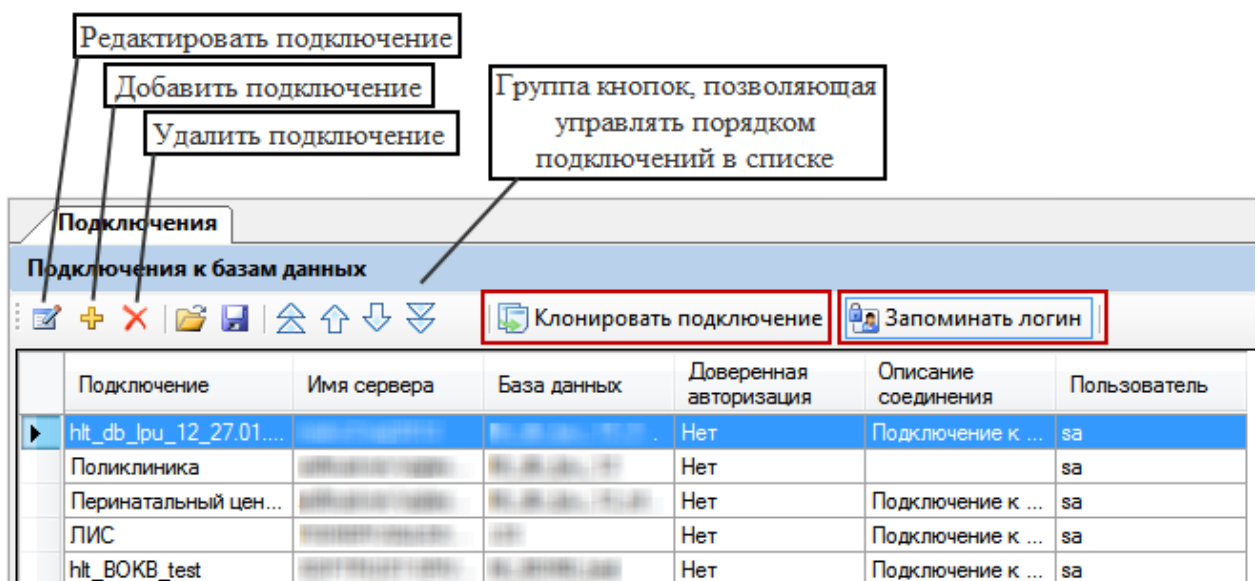 Редактировать подключение
Добавить подключение
Удалить подключение
Группа кнопок, позволяющая
управлять порядком
подключений в списке
Подключения
Подключения к базам данных
Клонировать подключение Запоминать логин
Подключение Имя сервера База данных Доверенная авторизация Описание соединения Пользователь
hlt_db_lpu_12_27.01.... Нет Подключение к ... sa
Поликлиника Нет sa
Перинатальный цен... Нет Подключение к ... sa
ЛИС Нет Подключение к ... sa
hlt_BOKB_test Нет Подключение к ... sa